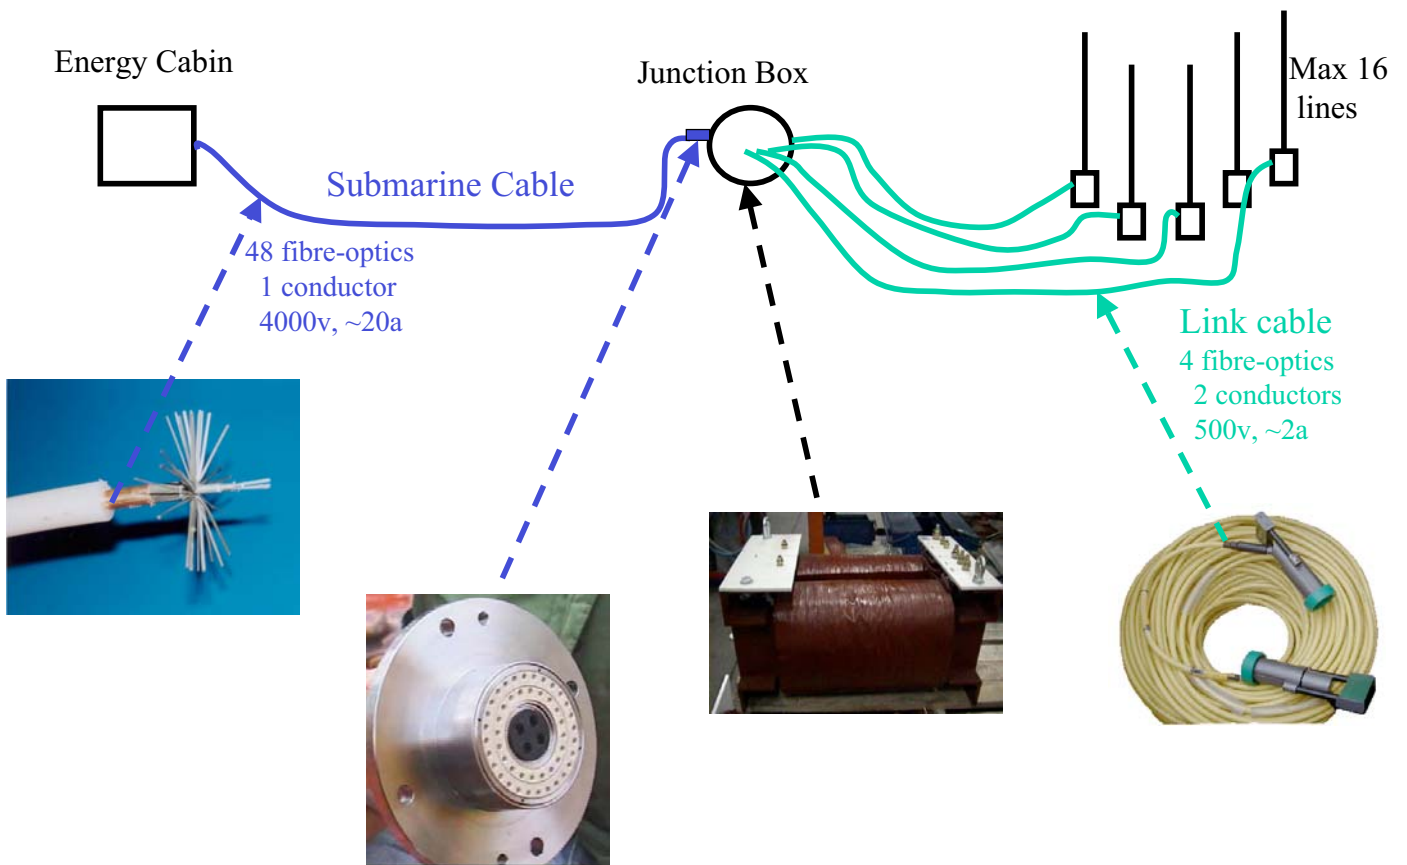 Energy Cabin
Junction Box
Max 16
lines
Submarine Cable
48 fibre-optics
1 conductor
4000v, ~20a
Link cable
4 fibre-optics
2 conductors
500v, ~2a